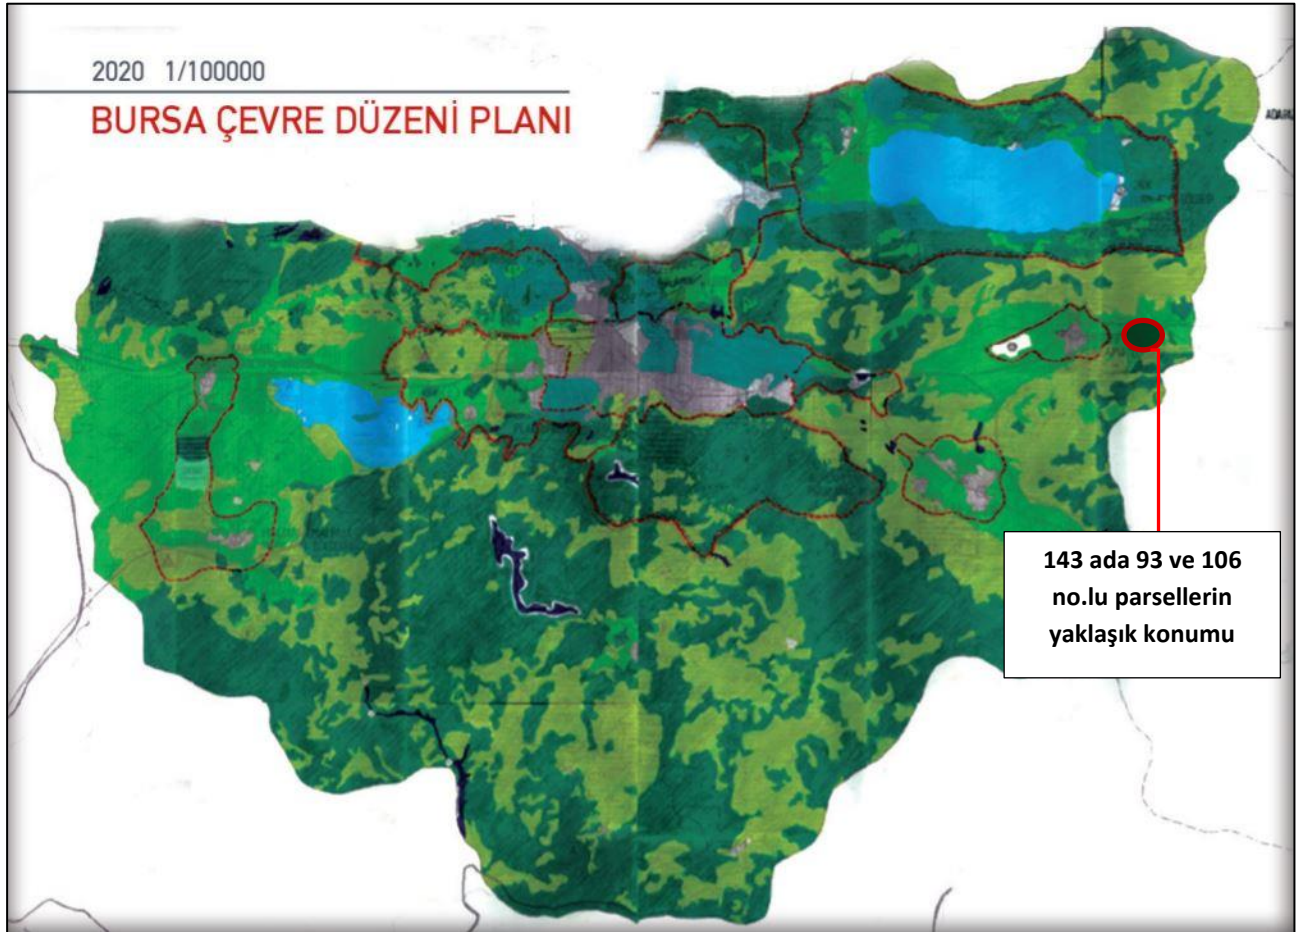 2020 1/100000
BURSA ÇEVRE DÜZENİ PLANI
143 ada 93 ve 106
no.lu parsellerin
yaklaşık konumu